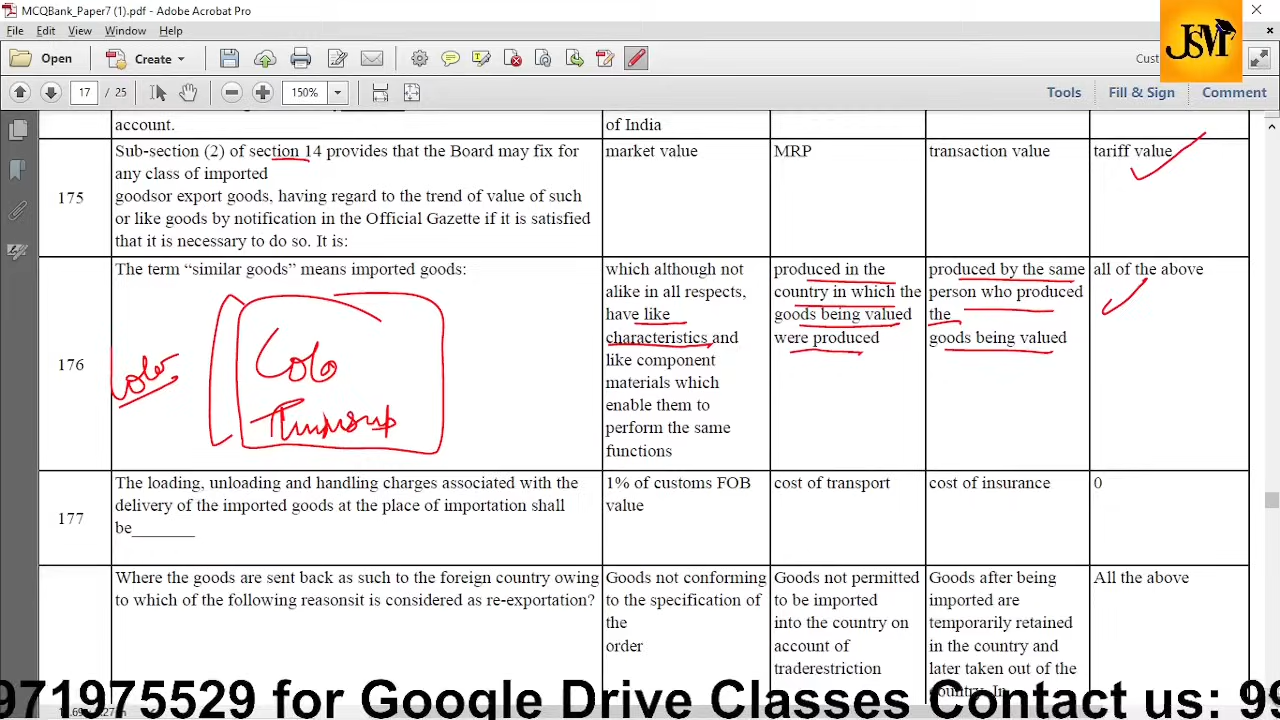 MCQBank_Paper7 (1).pdf - Adobe Acrobat Pro
File Edit View Window Help
JSM
Open Create Cust
17 / 25 150% Tools Fill & Sign Comment
account. of India
175
Sub-section (2) of section 14 provides that the Board may fix for
any class of imported
goodsor export goods, having regard to the trend of value of such
or like goods by notification in the Official Gazette if it is satisfied
that it is necessary to do so. It is:
market value
MRP
transaction value
tariff value
176
The term “similar goods” means imported goods:
Thumsup
which although not
alike in all respects,
have like
characteristics and
like component
materials which
enable them to
perform the same
functions
produced in the
country in which the
goods being valued
were produced
produced by the same
person who produced
the
goods being valued
all of the above
177
The loading, unloading and handling charges associated with the
delivery of the imported goods at the place of importation shall
be_______
1% of customs FOB
value
cost of transport
cost of insurance
0
Where the goods are sent back as such to the foreign country owing
to which of the following reasonsit is considered as re-exportation?
Goods not conforming
to the specification of
the
order
Goods not permitted
to be imported
into the country on
account of
traderestriction
Goods after being
imported are
temporarily retained
in the country and
later taken out of the
country. In
All the above
971975529 for Google Drive Classes Contact us: 99